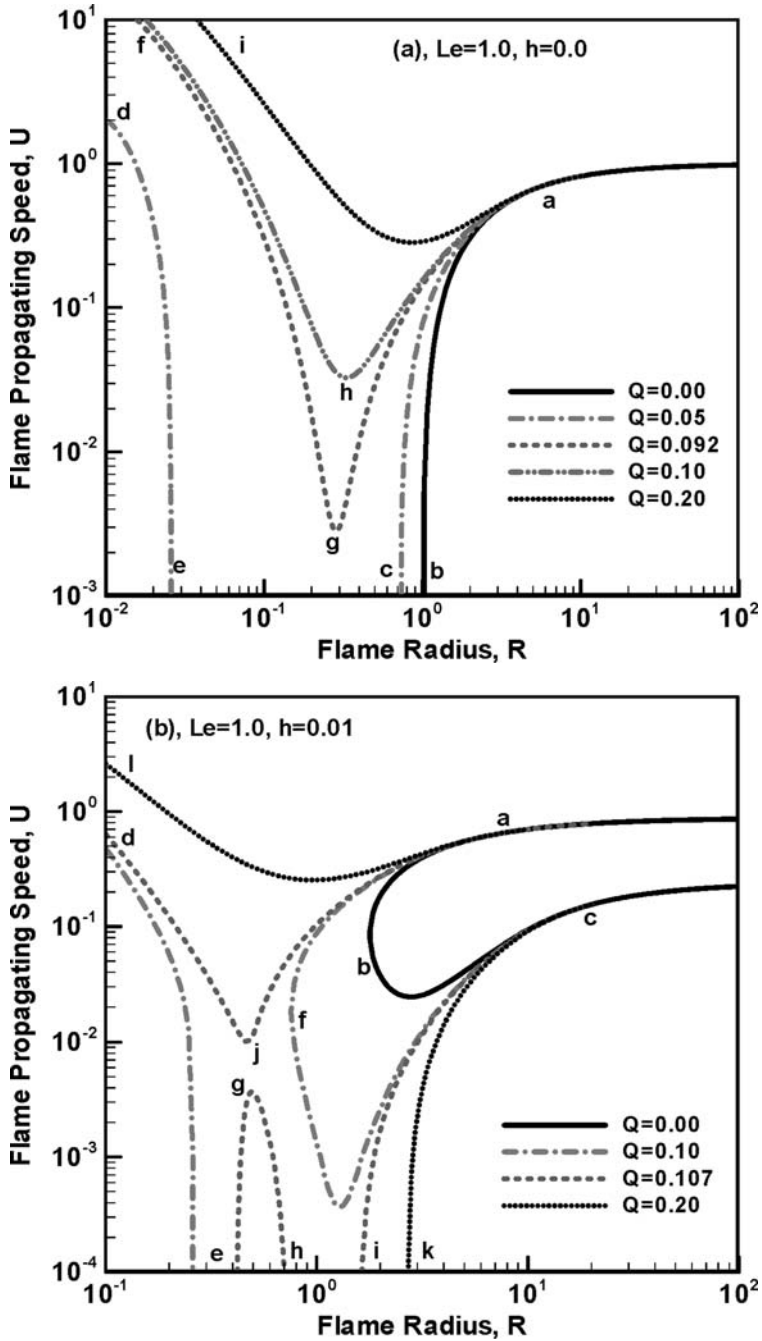 10^1
f
i
(a), Le=1.0, h=0.0
d
10^0
a
Flame Propagating Speed, U
10^-1
h
Q=0.00
Q=0.05
10^-2
Q=0.092
Q=0.10
Q=0.20
g
e
c
b
10^-3
10^-2
10^-1
10^0
10^1
10^2
Flame Radius, R
10^1
(b), Le=1.0, h=0.01
l
10^0
d
a
Flame Propagating Speed, U
10^-1
c
b
f
10^-2
j
g
Q=0.00
10^-3
Q=0.10
Q=0.107
Q=0.20
e
h
i
k
10^-4
10^-1
10^0
10^1
10^2
Flame Radius, R